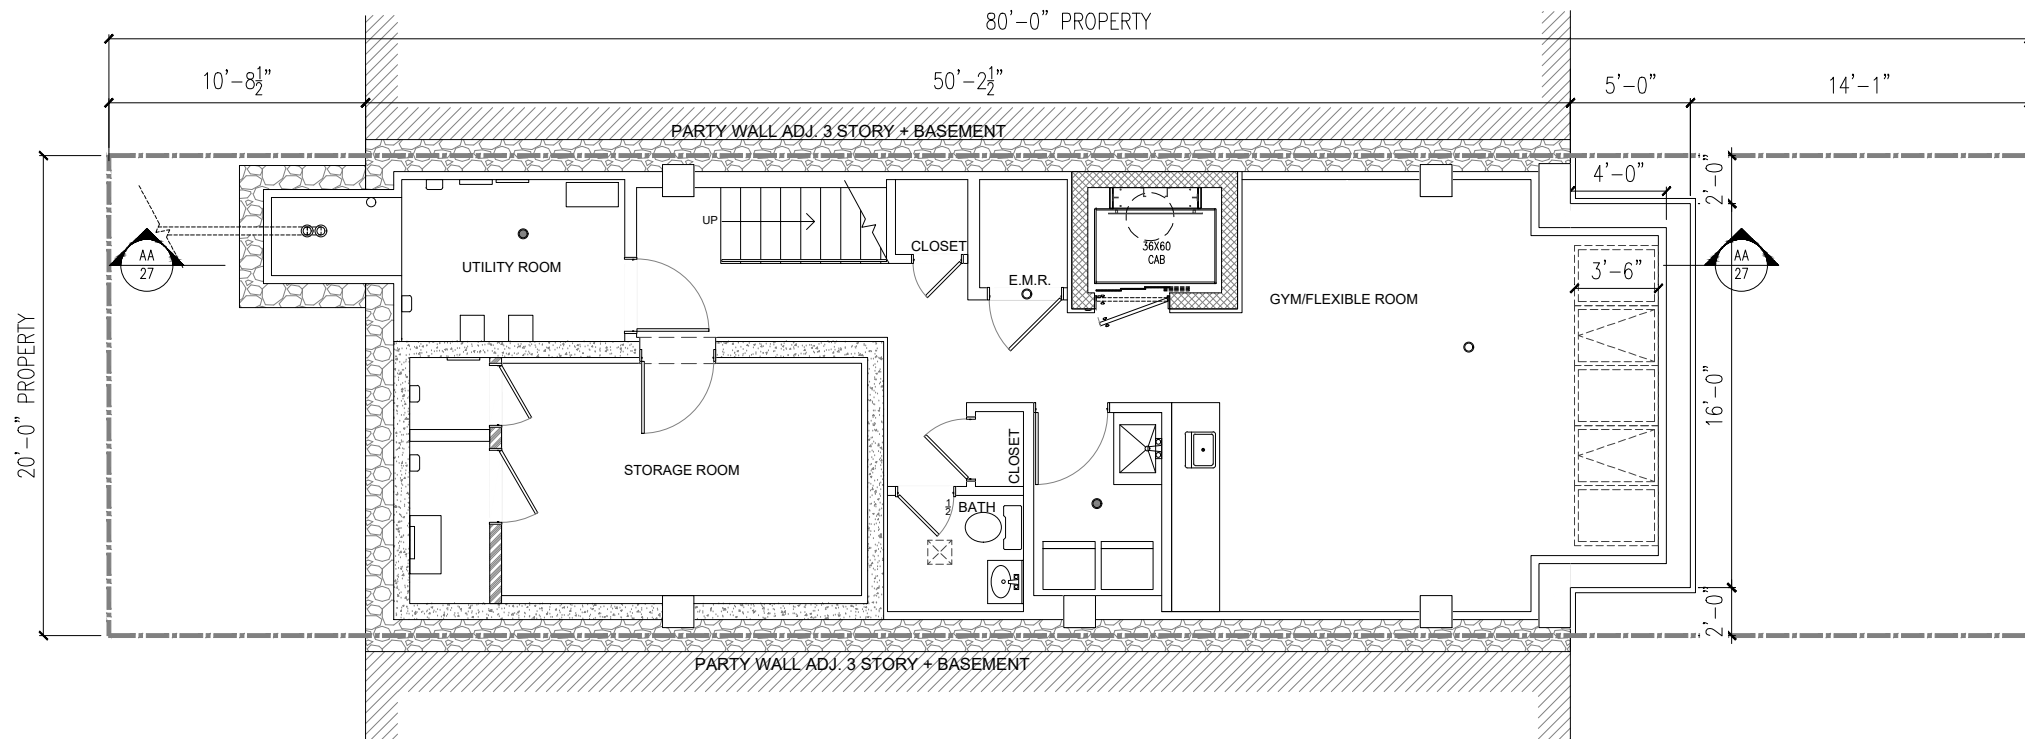 80'-0" PROPERTY
10'-8½"
50'-2½"
5'-0"
14'-1"
PARTY WALL ADJ. 3 STORY + BASEMENT
4'-0"
2'-0"
UP
CLOSET
36X60
CAB
AA
27
UTILITY ROOM
E.M.R.
GYM/FLEXIBLE ROOM
3'-6"
AA
27
20'-0" PROPERTY
16'-0"
STORAGE ROOM
CLOSET
½ BATH
2'-0"
PARTY WALL ADJ. 3 STORY + BASEMENT